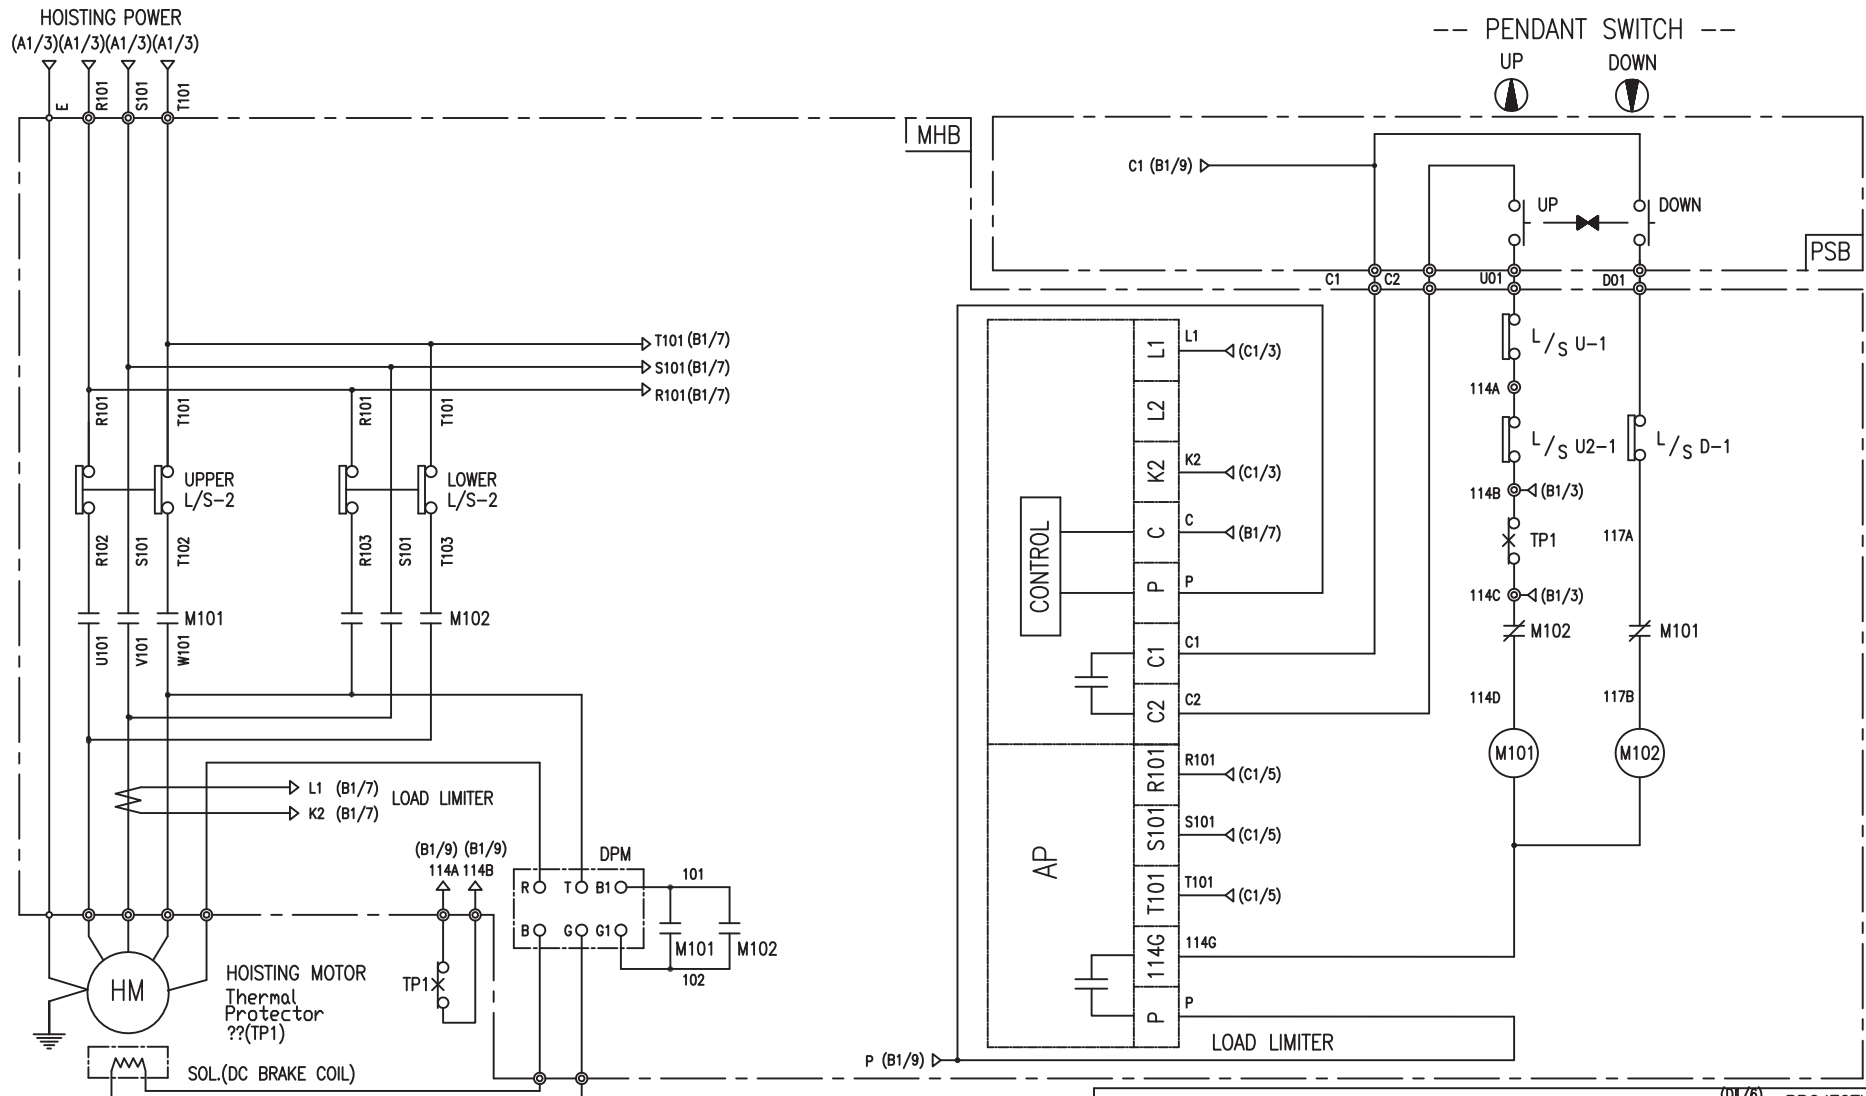 HOISTING POWER
(A1/3)(A1/3)(A1/3)(A1/3)
E
R101
S101
T101
MHB
-- PENDANT SWITCH --
UP
DOWN
C1 (B1/9)
UP
DOWN
PSB
C1
C2
U01
D01
T101 (B1/7)
S101 (B1/7)
R101 (B1/7)
R101
T101
R101
T101
UPPER
L/S-2
LOWER
L/S-2
R102
S101
T102
R103
S101
T103
M101
M102
U101
V101
W101
L1 (B1/7)
K2 (B1/7)
LOAD LIMITER
(B1/9) (B1/9)
114A 114B
DPM
R
T
B1
B
G
G1
101
M101
M102
102
HM
HOISTING MOTOR
Thermal
Protector
??(TP1)
TP1
SOL.(DC BRAKE COIL)
CONTROL
AP
L1
L1
(C1/3)
L2
K2
K2
(C1/3)
C
C
(B1/7)
P
P
C1
C1
C2
C2
R101
R101
(C1/5)
S101
S101
(C1/5)
T101
T101
(C1/5)
114G
114G
P
P
LOAD LIMITER
P (B1/9)
L/S U-1
114A
L/S U2-1
L/S D-1
114B
(B1/3)
TP1
117A
114C
(B1/3)
M102
M101
114D
117B
M101
M102